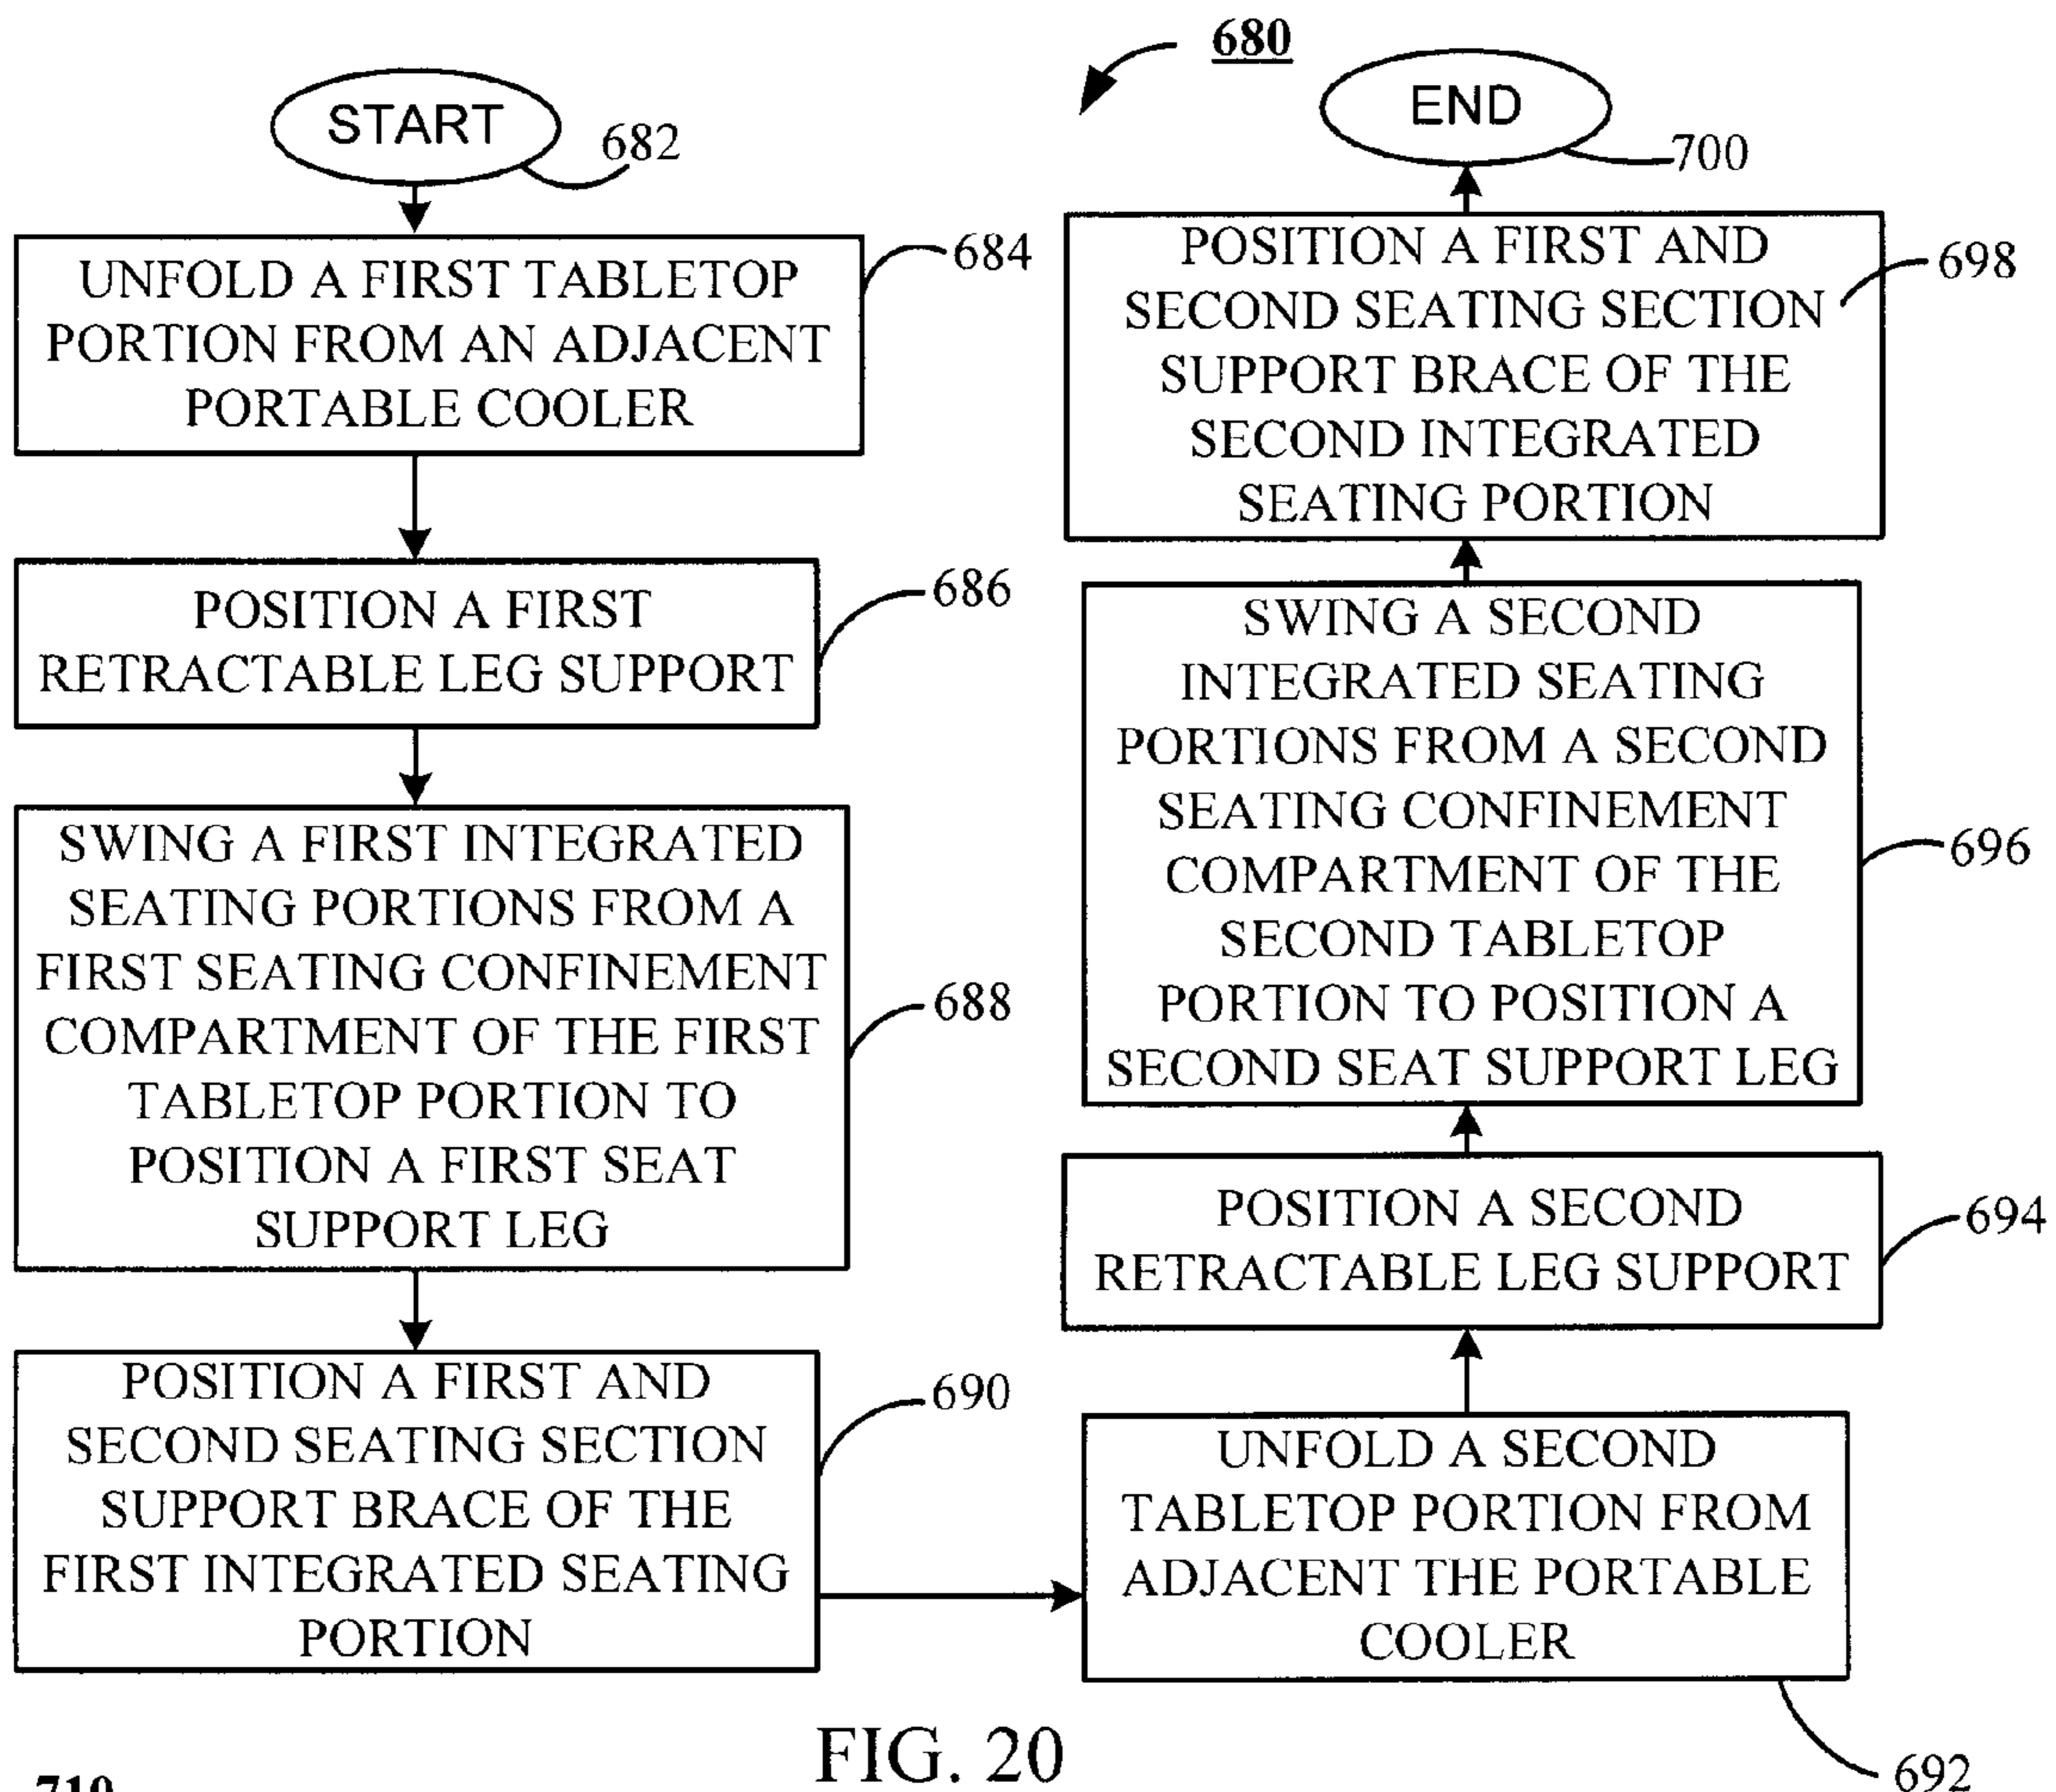 680
START
682
UNFOLD A FIRST TABLETOP
PORTION FROM AN ADJACENT
PORTABLE COOLER
684
POSITION A FIRST
RETRACTABLE LEG SUPPORT
686
SWING A FIRST INTEGRATED
SEATING PORTIONS FROM A
FIRST SEATING CONFINEMENT
COMPARTMENT OF THE FIRST
TABLETOP PORTION TO
POSITION A FIRST SEAT
SUPPORT LEG
688
POSITION A FIRST AND
SECOND SEATING SECTION
SUPPORT BRACE OF THE
FIRST INTEGRATED SEATING
PORTION
690
UNFOLD A SECOND
TABLETOP PORTION FROM
ADJACENT THE PORTABLE
COOLER
692
POSITION A SECOND
RETRACTABLE LEG SUPPORT
694
SWING A SECOND
INTEGRATED SEATING
PORTIONS FROM A SECOND
SEATING CONFINEMENT
COMPARTMENT OF THE
SECOND TABLETOP
PORTION TO POSITION A
SECOND SEAT SUPPORT LEG
696
POSITION A FIRST AND
SECOND SEATING SECTION
SUPPORT BRACE OF THE
SECOND INTEGRATED
SEATING PORTION
698
END
700
FIG. 20